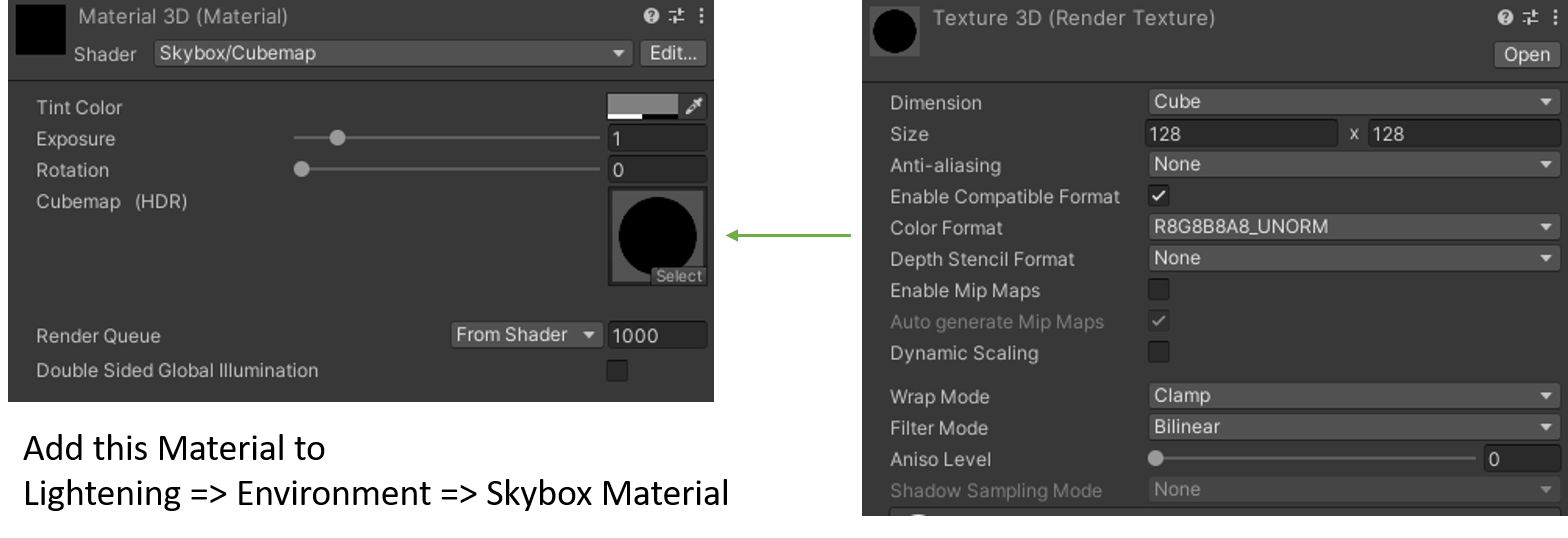 Material 3D (Material)
Shader Skybox/Cubemap Edit...
Tint Color
Exposure 1
Rotation 0
Cubemap (HDR)
Select
Render Queue From Shader 1000
Double Sided Global Illumination
Add this Material to
Lightening => Environment => Skybox Material
Texture 3D (Render Texture)
Open
Dimension Cube
Size 128 x 128
Anti-aliasing None
Enable Compatible Format
Color Format R8G8B8A8_UNORM
Depth Stencil Format None
Enable Mip Maps
Auto generate Mip Maps
Dynamic Scaling
Wrap Mode Clamp
Filter Mode Bilinear
Aniso Level 0
Shadow Sampling Mode None